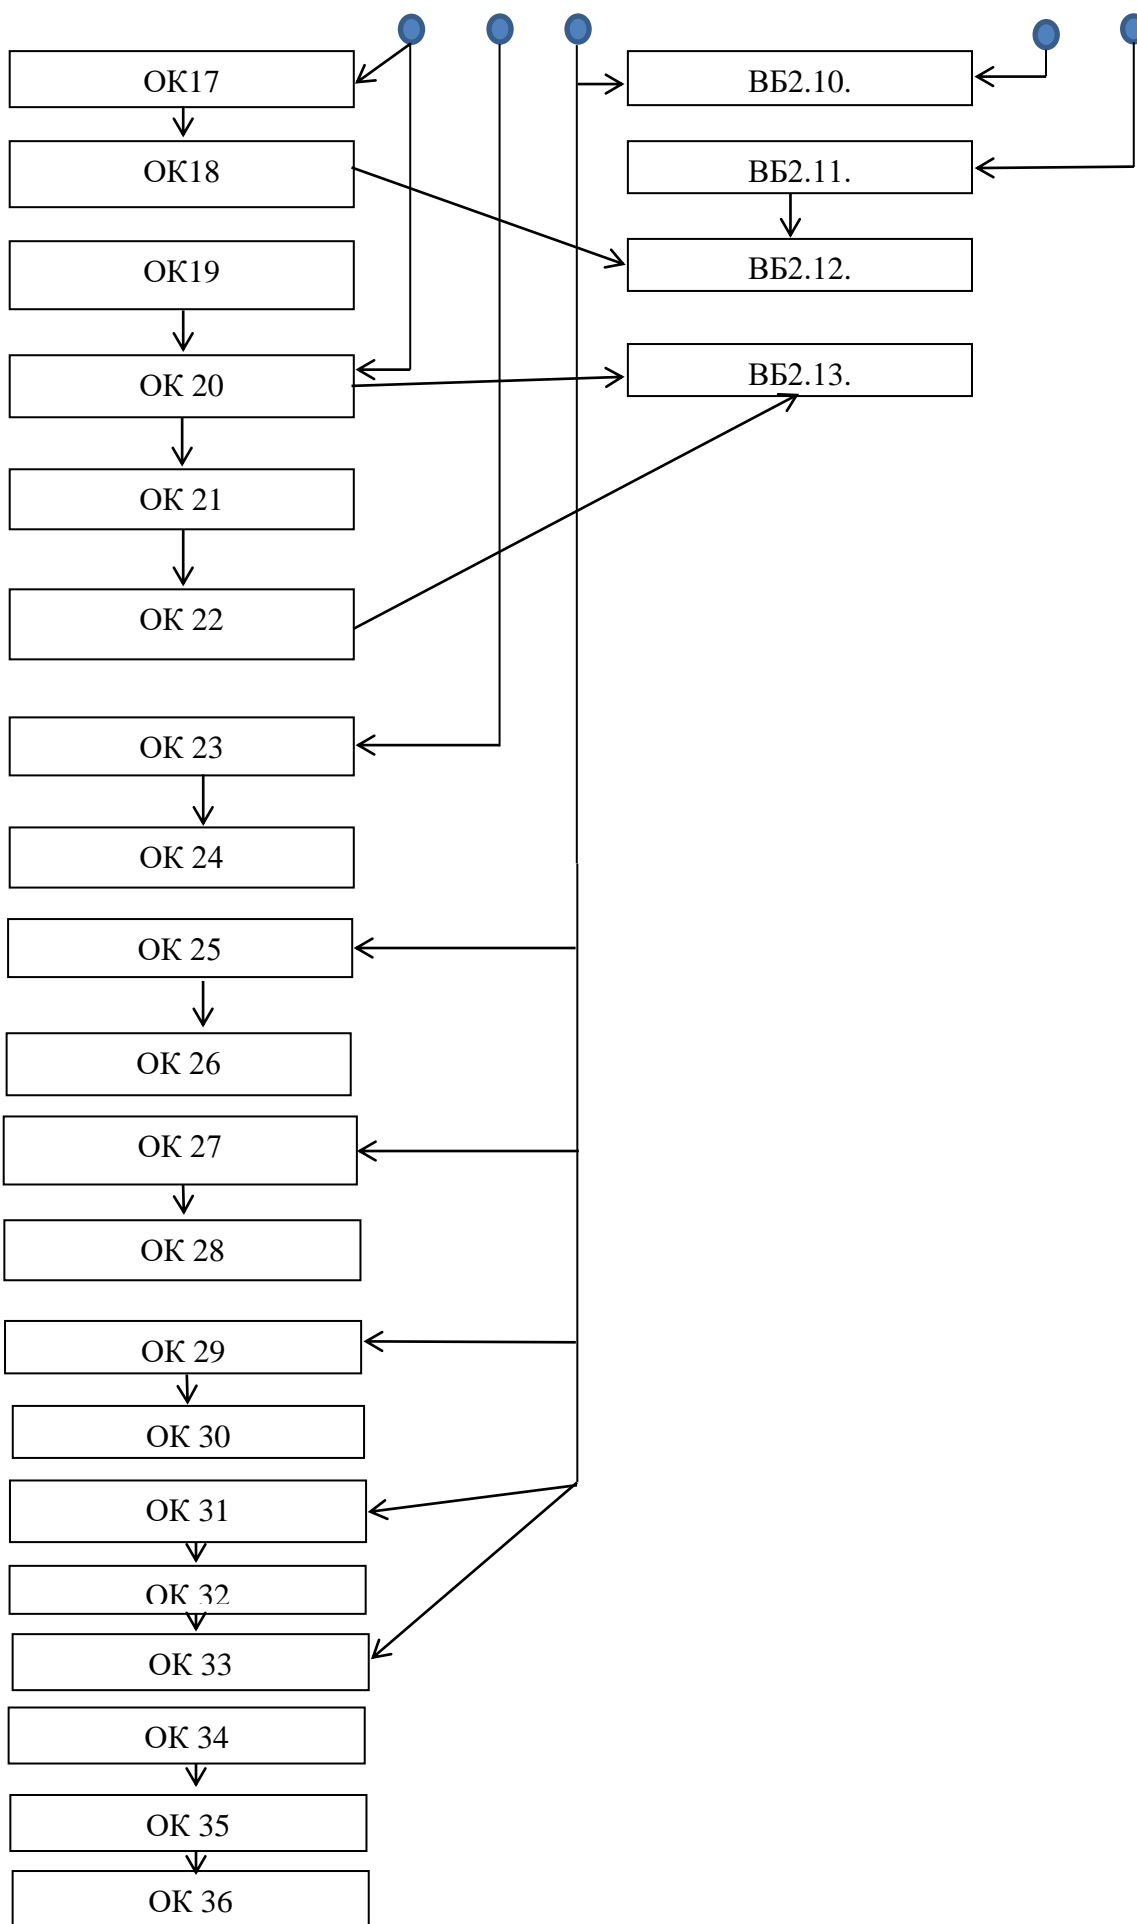 ОК17
ВБ2.10.
ОК18
ВБ2.11.
ОК19
ВБ2.12.
ОК 20
ВБ2.13.
ОК 21
ОК 22
ОК 23
ОК 24
ОК 25
ОК 26
ОК 27
ОК 28
ОК 29
ОК 30
ОК 31
ОК 32
ОК 33
ОК 34
ОК 35
ОК 36